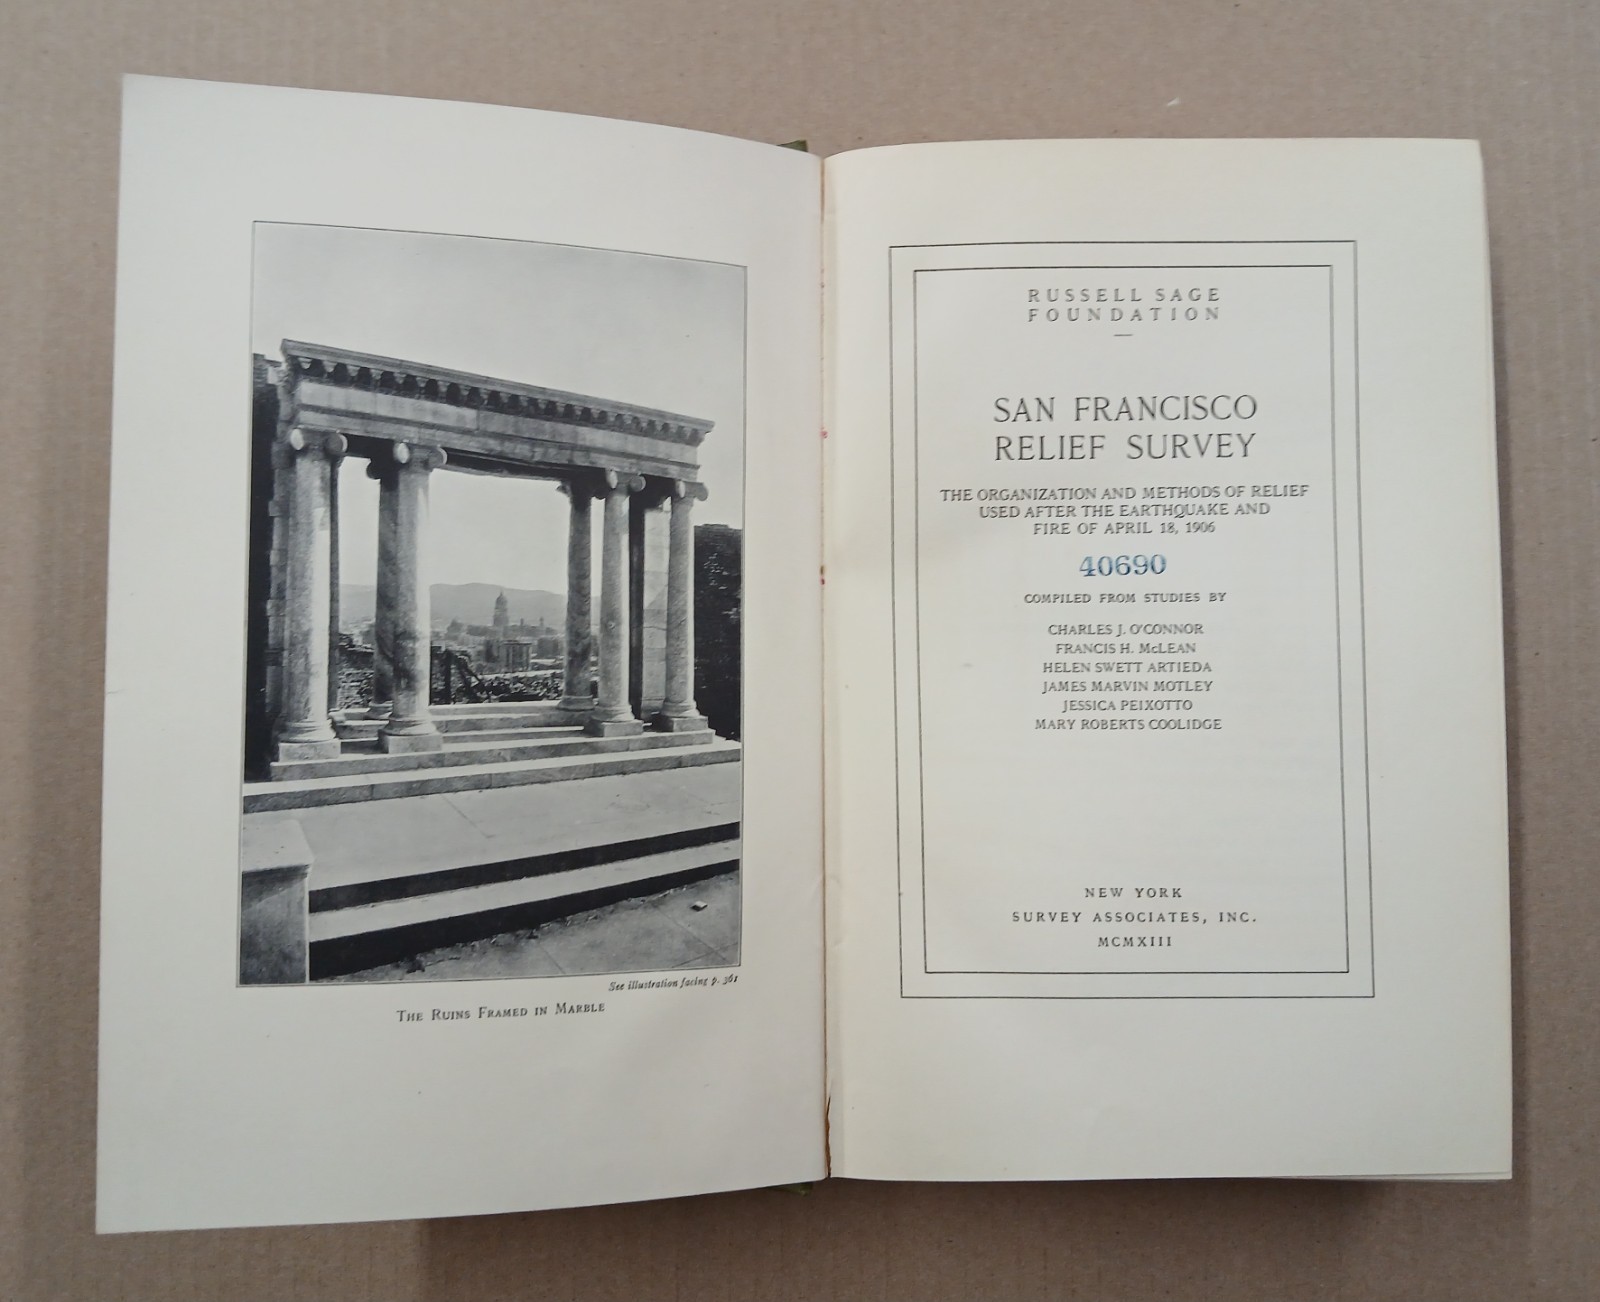 See illustration facing p. 361
The Ruins Framed in Marble
RUSSELL SAGE
FOUNDATION
SAN FRANCISCO
RELIEF SURVEY
THE ORGANIZATION AND METHODS OF RELIEF
USED AFTER THE EARTHQUAKE AND
FIRE OF APRIL 18, 1906
40690
COMPILED FROM STUDIES BY
CHARLES J. O'CONNOR
FRANCIS H. McLEAN
HELEN SWETT ARTIEDA
JAMES MARVIN MOTLEY
JESSICA PEIXOTTO
MARY ROBERTS COOLIDGE
NEW YORK
SURVEY ASSOCIATES, INC.
MCMXIII